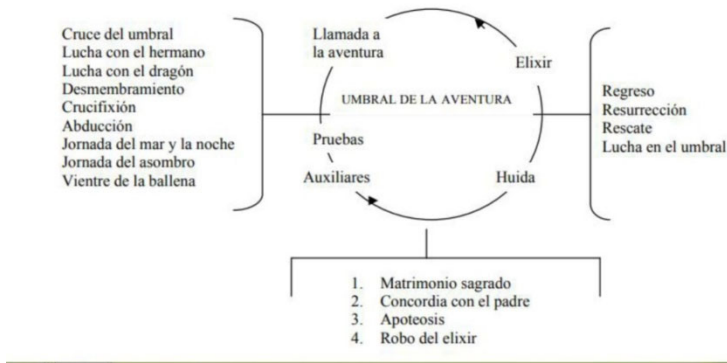 Cruce del umbral
Lucha con el hermano
Lucha con el dragón
Desmembramiento
Crucifixión
Abducción
Jornada del mar y la noche
Jornada del asombro
Vientre de la ballena
Llamada a
la aventura
Elixir
UMBRAL DE LA AVENTURA
Pruebas
Auxiliares
Huida
Regreso
Resurrección
Rescate
Lucha en el umbral
1. Matrimonio sagrado
2. Concordia con el padre
3. Apoteosis
4. Robo del elixir